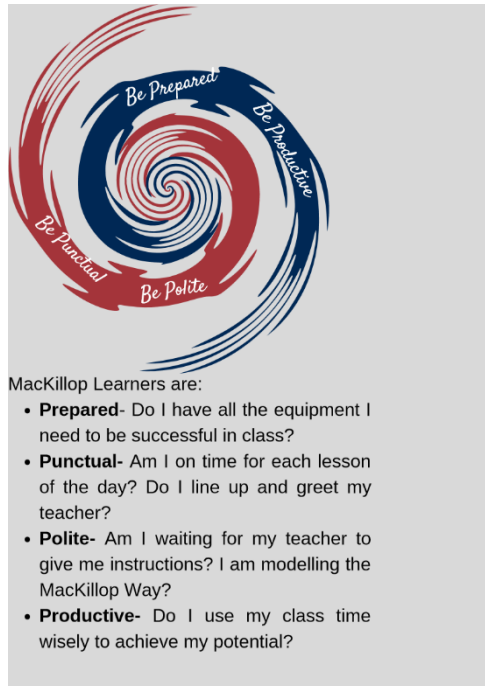 Be Prepared
Be Productive
Be Punctual
Be Polite
MacKillop Learners are:
• Prepared- Do I have all the equipment I
need to be successful in class?
• Punctual- Am I on time for each lesson
of the day? Do I line up and greet my
teacher?
• Polite- Am I waiting for my teacher to
give me instructions? I am modelling the
MacKillop Way?
• Productive- Do I use my class time
wisely to achieve my potential?